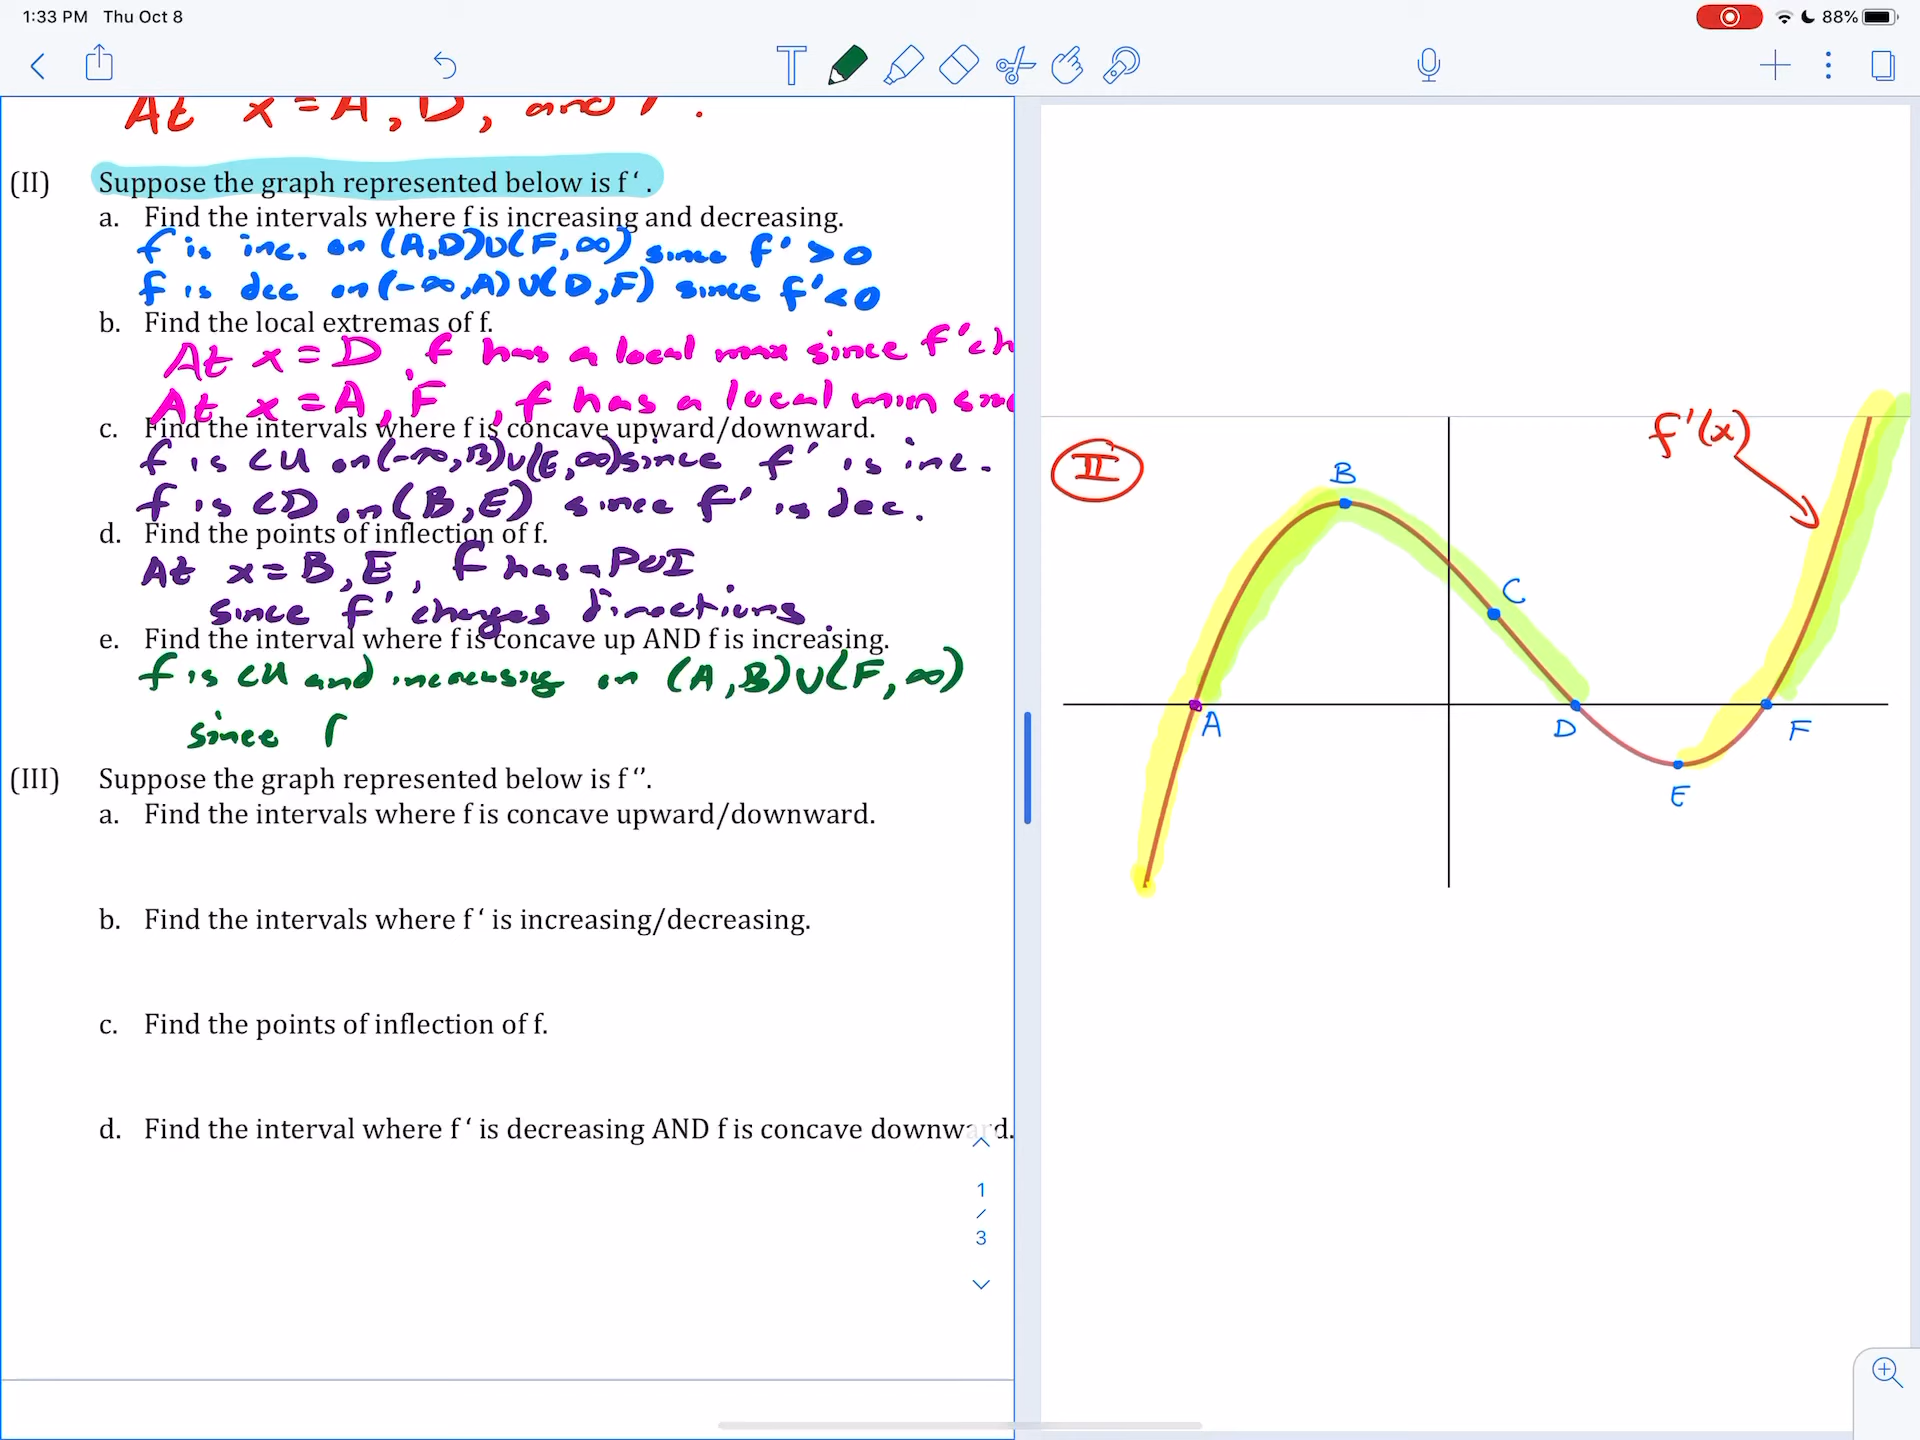 1:33 PM Thu Oct 8
88%
At x = A, D, and
(II) Suppose the graph represented below is f ‘ .
a. Find the intervals where f is increasing and decreasing.
f is inc. on (A,D)∪(F,∞) since f' > 0
f is dec on (-∞,A)∪(D,F) since f' < 0
b. Find the local extremas of f.
At x = D, f has a local max since f' ch
At x = A, F, f has a local min
c. Find the intervals where f is concave upward/downward.
f is CU on (-∞,B)∪(E,∞) since f' is inc.
f is CD on (B,E) since f' is dec.
d. Find the points of inflection of f.
At x = B, E, f has a POI
since f' changes directions.
e. Find the interval where f is concave up AND f is increasing.
f is CU and increasing on (A,B)∪(F,∞)
since
(III) Suppose the graph represented below is f ‘’.
a. Find the intervals where f is concave upward/downward.
b. Find the intervals where f ‘ is increasing/decreasing.
c. Find the points of inflection of f.
d. Find the interval where f ‘ is decreasing AND f is concave downward.
1
/
3
II
f'(x)
B
C
A
D
F
E